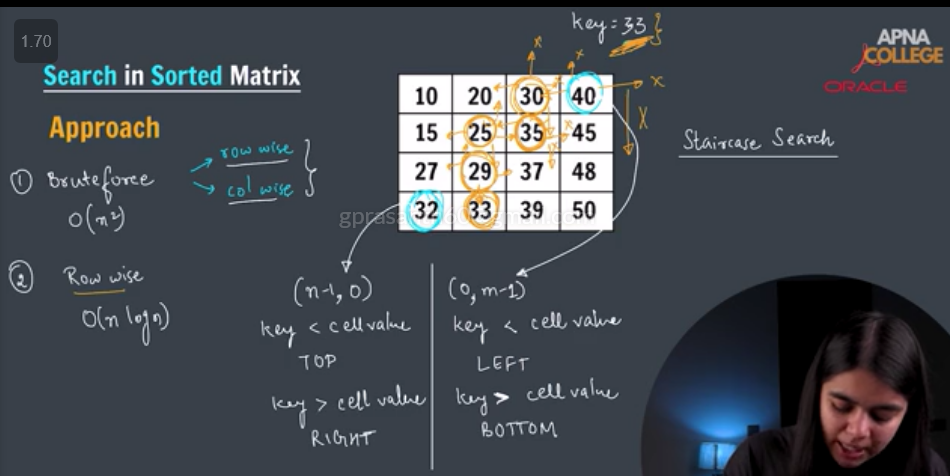 1.70
key = 33 }
APNA
COLLEGE
ORACLE
Search in Sorted Matrix
Approach
10 20 30 40
15 25 35 45
27 29 37 48
32 33 39 50
x x x X x x
Staircase Search
① Bruteforce → row wise }
→ col wise
O(n²)
② Row wise
O(n log n)
(n-1, 0)
key < cell value
TOP
key > cell value
RIGHT
(0, m-1)
key < cell value
LEFT
key > cell value
BOTTOM